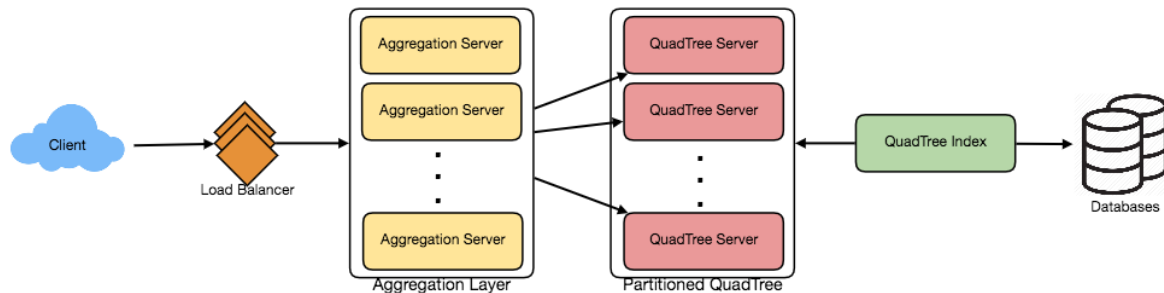 Client
Load Balancer
Aggregation Server
Aggregation Server
Aggregation Server
Aggregation Layer
QuadTree Server
QuadTree Server
QuadTree Server
Partitioned QuadTree
QuadTree Index
Databases